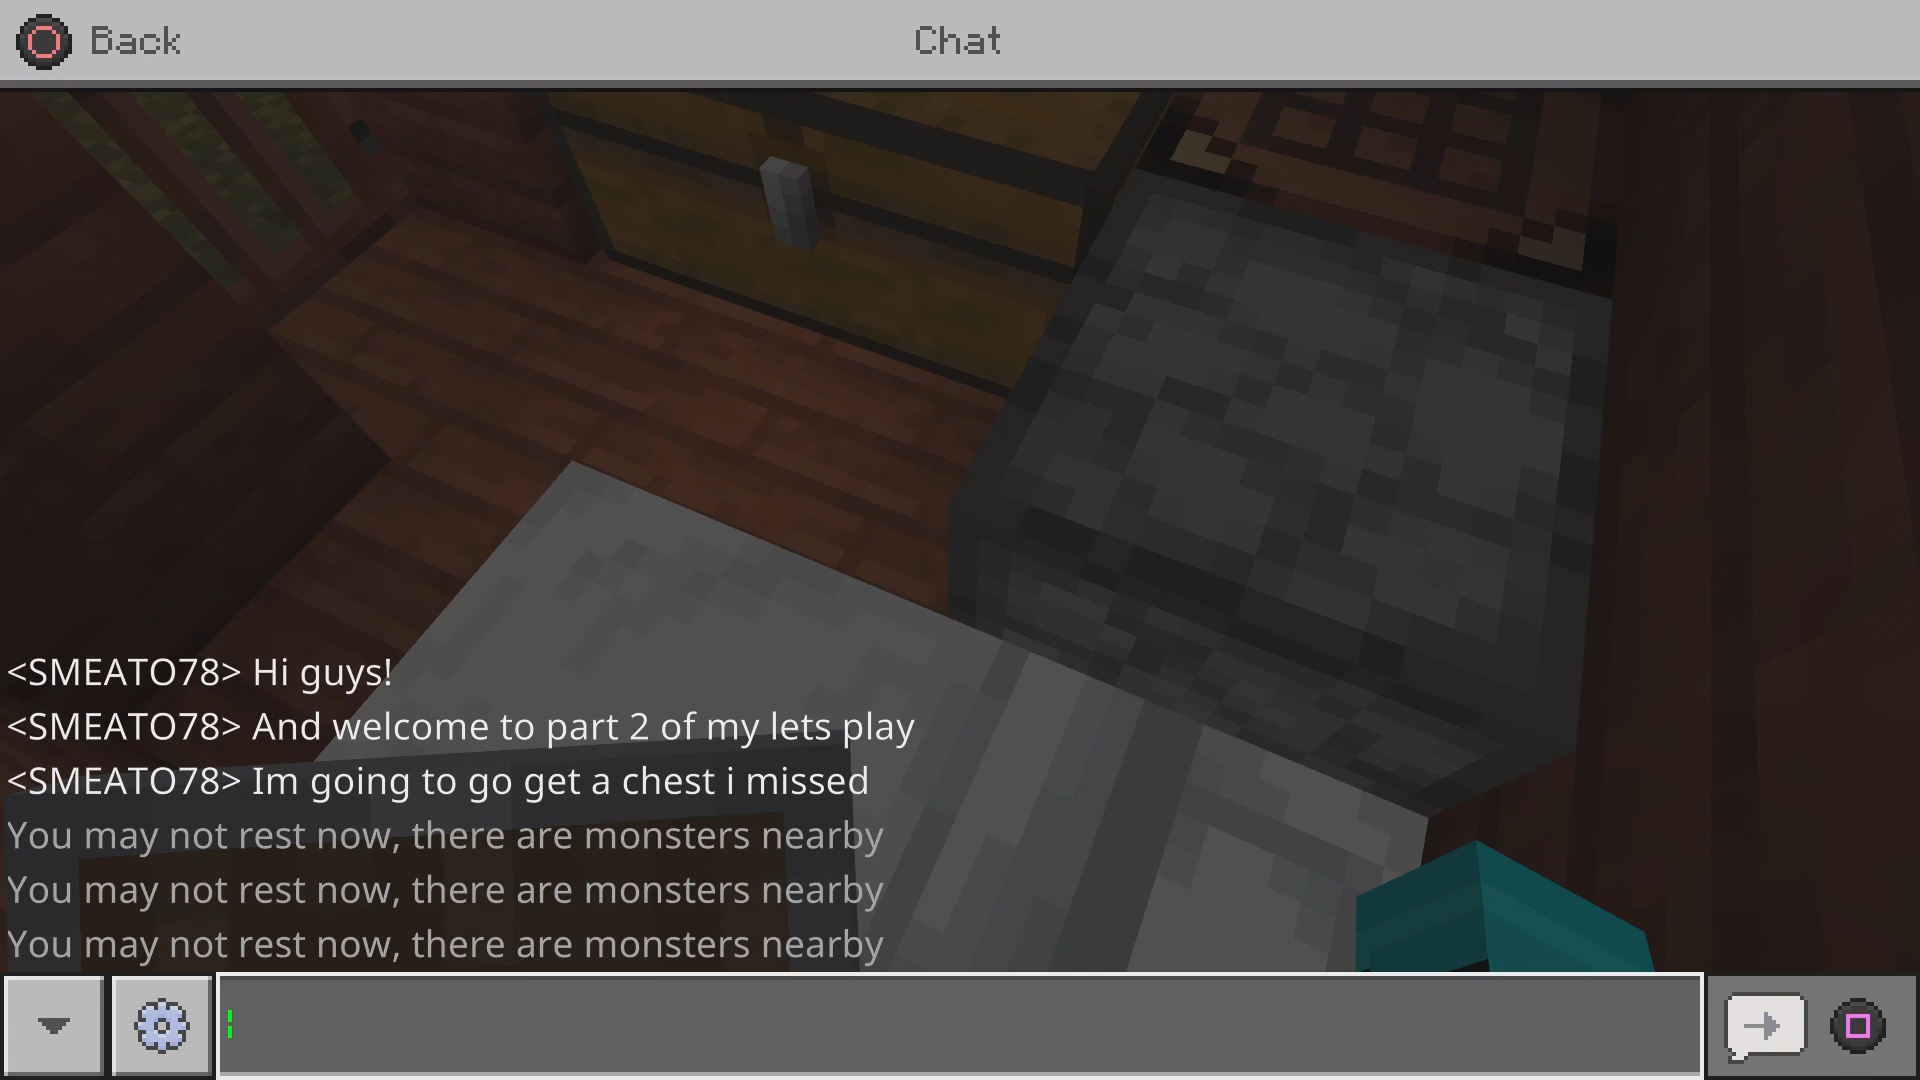 Back
Chat
<SMEATO78> Hi guys!
<SMEATO78> And welcome to part 2 of my lets play
<SMEATO78> Im going to go get a chest i missed
You may not rest now, there are monsters nearby
You may not rest now, there are monsters nearby
You may not rest now, there are monsters nearby